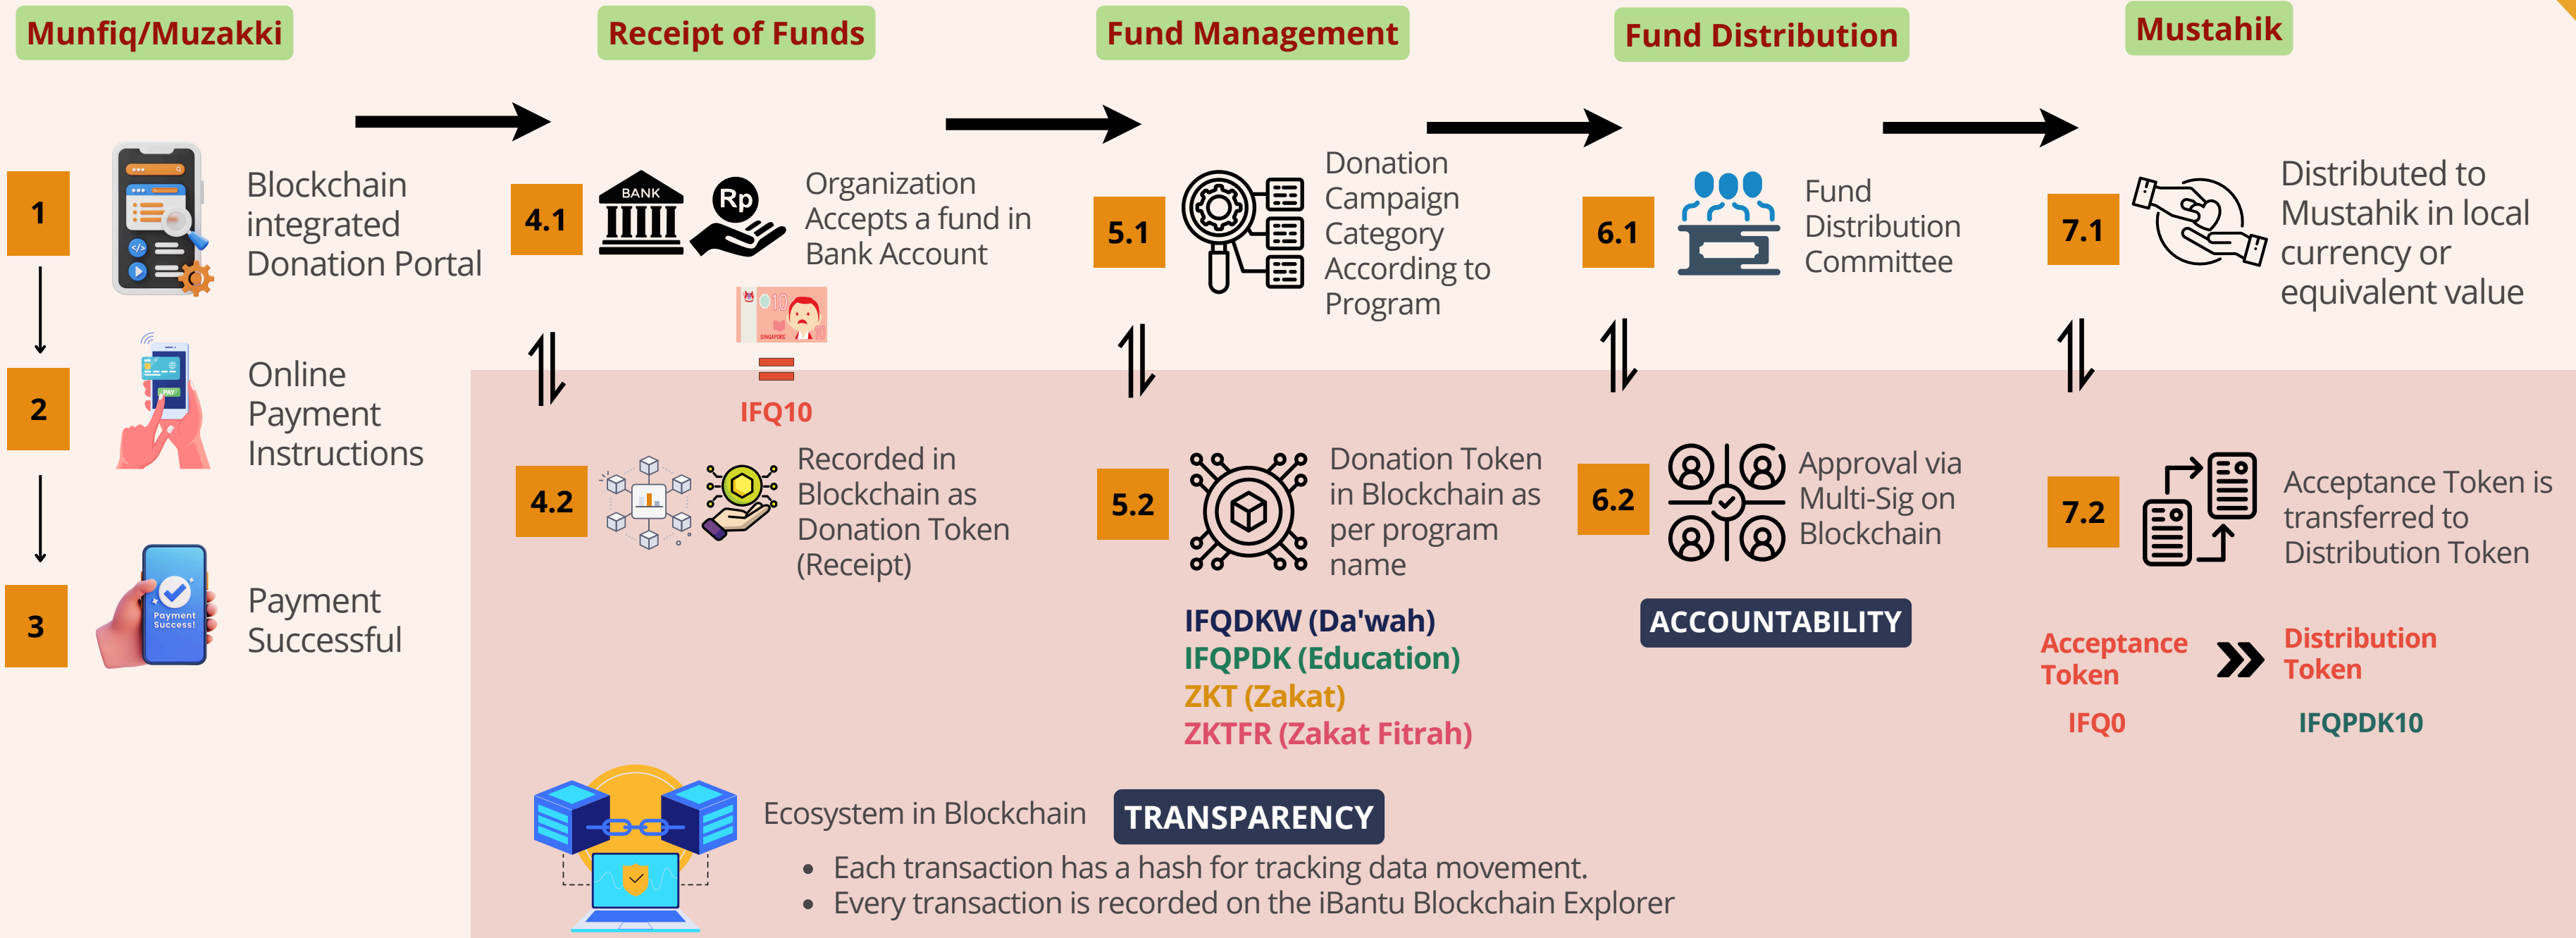 Munfiq/Muzakki
Receipt of Funds
Fund Management
Fund Distribution
Mustahik
1
Blockchain
integrated
Donation Portal
2
PAY
Online
Payment
Instructions
3
Payment
Success!
Payment
Successful
4.1
BANK
Rp
Organization
Accepts a fund in
Bank Account
10
SINGAPORE
10
IFQ10
4.2
Recorded in
Blockchain as
Donation Token
(Receipt)
5.1
Donation
Campaign
Category
According to
Program
5.2
Donation Token
in Blockchain as
per program
name
IFQDKW (Da'wah)
IFQPDK (Education)
ZKT (Zakat)
ZKTFR (Zakat Fitrah)
6.1
Fund
Distribution
Committee
6.2
Approval via
Multi-Sig on
Blockchain
ACCOUNTABILITY
7.1
Distributed to
Mustahik in local
currency or
equivalent value
7.2
Acceptance Token is
transferred to
Distribution Token
Acceptance
Token
IFQ0
Distribution
Token
IFQPDK10
Ecosystem in Blockchain
TRANSPARENCY
• Each transaction has a hash for tracking data movement.
• Every transaction is recorded on the iBantu Blockchain Explorer